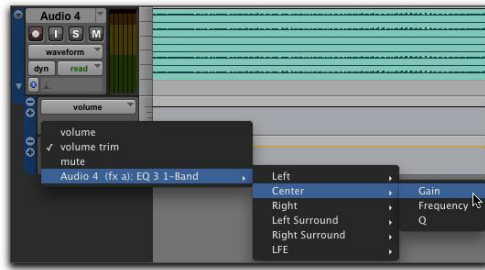 Audio 4
I S M
waveform
dyn read
volume
volume
✓ volume trim
mute
Audio 4 (fx a): EQ 3 1-Band
Left
Center
Right
Left Surround
Right Surround
LFE
Gain
Frequency
Q